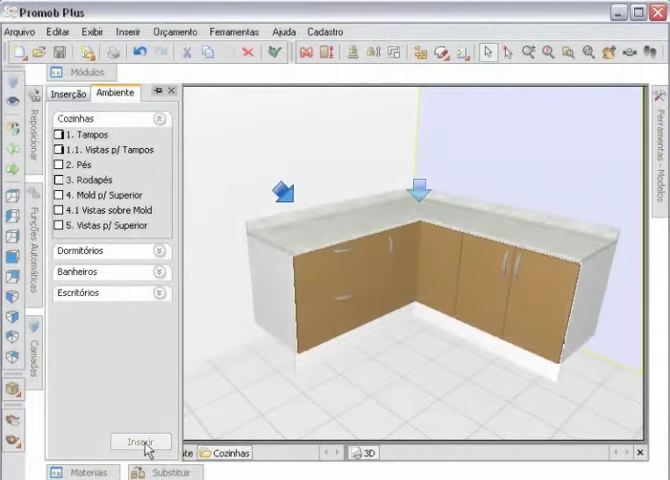 Promob Plus
Arquivo Editar Exibir Inserir Orçamento Ferramentas Ajuda Cadastro
Módulos
Inserção Ambiente
Cozinhas
1. Tampos
1.1. Vistas p/ Tampos
2. Pés
3. Rodapés
4. Mold p/ Superior
4.1 Vistas sobre Mold
5. Vistas p/ Superior
Dormitórios
Banheiros
Escritórios
Inserir
Reposicionar
Funções Automáticas
Camadas
Ferramentas - Modelos
nte Cozinhas 3D
Materiais Substituir